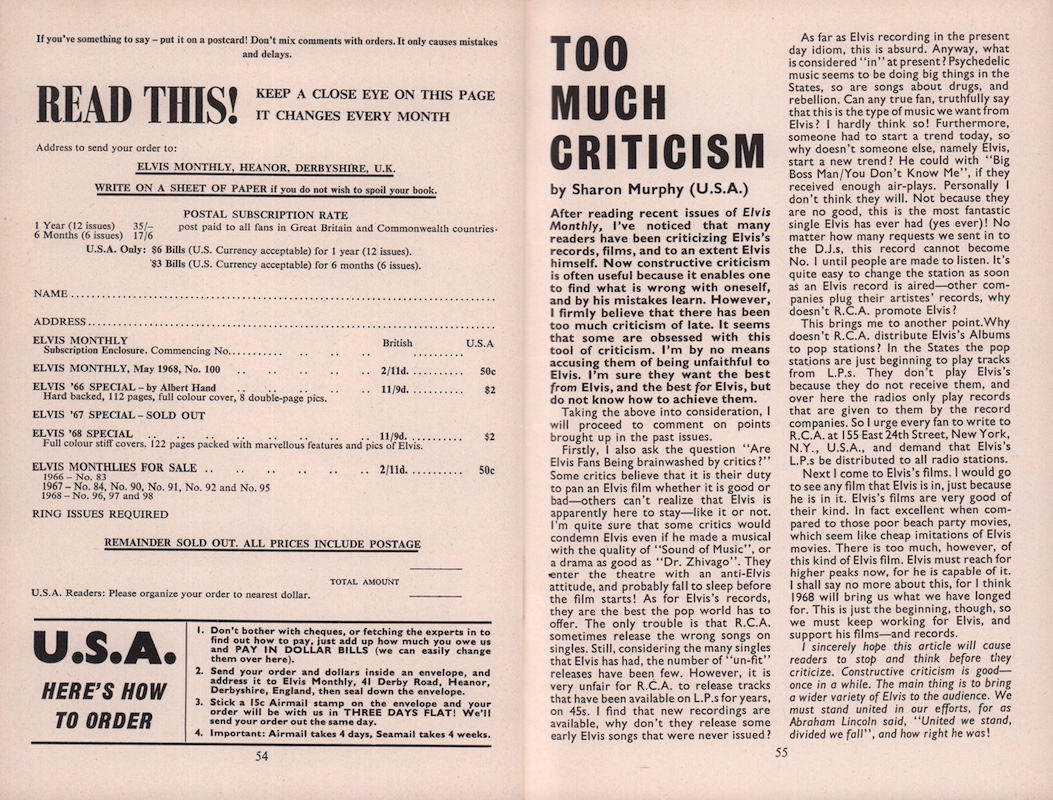 If you've something to say – put it on a postcard! Don't mix comments with orders. It only causes mistakes
and delays.
READ THIS!
KEEP A CLOSE EYE ON THIS PAGE
IT CHANGES EVERY MONTH
Address to send your order to:
ELVIS MONTHLY, HEANOR, DERBYSHIRE, U.K.
WRITE ON A SHEET OF PAPER if you do not wish to spoil your book.
POSTAL SUBSCRIPTION RATE
1 Year (12 issues) 35/– post paid to all fans in Great Britain and Commonwealth countries.
6 Months (6 issues) 17/6
U.S.A. Only: $6 Bills (U.S. Currency acceptable) for 1 year (12 issues).
$3 Bills (U.S. Currency acceptable) for 6 months (6 issues).
NAME ..........
ADDRESS ..........
ELVIS MONTHLY British U.S.A
Subscription Enclosure. Commencing No.......... .. .. .. ..........
ELVIS MONTHLY, May 1968, No. 100 .. .. .. .. 2/11d. .......... 50c
ELVIS '66 SPECIAL – by Albert Hand .. .. .. .. 11/9d. .......... $2
Hard backed, 112 pages, full colour cover, 8 double-page pics.
ELVIS '67 SPECIAL – SOLD OUT
ELVIS '68 SPECIAL .. .. .. .. .. .. 11/9d. .......... $2
Full colour stiff covers. 122 pages packed with marvellous features and pics of Elvis.
ELVIS MONTHLIES FOR SALE .. .. .. .. .. 2/11d. .......... 50c
1966 – No. 83
1967 – No. 84, No. 90, No. 91, No. 92 and No. 95
1968 – No. 96, 97 and 98
RING ISSUES REQUIRED
REMAINDER SOLD OUT. ALL PRICES INCLUDE POSTAGE
TOTAL AMOUNT
U.S.A. Readers: Please organize your order to nearest dollar.
U.S.A.
HERE'S HOW
TO ORDER
1. Don't bother with cheques, or fetching the experts in to
find out how to pay, just add up how much you owe us
and PAY IN DOLLAR BILLS (we can easily change
them over here).
2. Send your order and dollars inside an envelope, and
address it to Elvis Monthly, 41 Derby Road, Heanor,
Derbyshire, England, then seal down the envelope.
3. Stick a 15c Airmail stamp on the envelope and your
order will be with us in THREE DAYS FLAT! We'll
send your order out the same day.
4. Important: Airmail takes 4 days, Seamail takes 4 weeks.
54
TOO
MUCH
CRITICISM
by Sharon Murphy (U.S.A.)
After reading recent issues of Elvis
Monthly, I've noticed that many
readers have been criticizing Elvis's
records, films, and to an extent Elvis
himself. Now constructive criticism
is often useful because it enables one
to find what is wrong with oneself,
and by his mistakes learn. However,
I firmly believe that there has been
too much criticism of late. It seems
that some are obsessed with this
tool of criticism. I'm by no means
accusing them of being unfaithful to
Elvis. I'm sure they want the best
from Elvis, and the best for Elvis, but
do not know how to achieve them.
Taking the above into consideration, I
will proceed to comment on points
brought up in the past issues.
Firstly, I also ask the question "Are
Elvis Fans Being brainwashed by critics?"
Some critics believe that it is their duty
to pan an Elvis film whether it is good or
bad—others can't realize that Elvis is
apparently here to stay—like it or not.
I'm quite sure that some critics would
condemn Elvis even if he made a musical
with the quality of "Sound of Music", or
a drama as good as "Dr. Zhivago". They
enter the theatre with an anti-Elvis
attitude, and probably fall to sleep before
the film starts! As for Elvis's records,
they are the best the pop world has to
offer. The only trouble is that R.C.A.
sometimes release the wrong songs on
singles. Still, considering the many singles
that Elvis has had, the number of "un-fit"
releases have been few. However, it is
very unfair for R.C.A. to release tracks
that have been available on L.P.s for years,
on 45s. I find that new recordings are
available, why don't they release some
early Elvis songs that were never issued?
As far as Elvis recording in the present
day idiom, this is absurd. Anyway, what
is considered "in" at present? Psychedelic
music seems to be doing big things in the
States, so are songs about drugs, and
rebellion. Can any true fan, truthfully say
that this is the type of music we want from
Elvis? I hardly think so! Furthermore,
someone had to start a trend today, so
why doesn't someone else, namely Elvis,
start a new trend? He could with "Big
Boss Man/You Don't Know Me", if they
received enough air-plays. Personally I
don't think they will. Not because they
are no good, this is the most fantastic
single Elvis has ever had (yes ever)! No
matter how many requests we sent in to
the D.J.s, this record cannot become
No. 1 until people are made to listen. It's
quite easy to change the station as soon
as an Elvis record is aired—other com-
panies plug their artistes' records, why
doesn't R.C.A. promote Elvis?
This brings me to another point.Why
doesn't R.C.A. distribute Elvis's Albums
to pop stations? In the States the pop
stations are just beginning to play tracks
from L.P.s. They don't play Elvis's
because they do not receive them, and
over here the radios only play records
that are given to them by the record
companies. So I urge every fan to write to
R.C.A. at 155 East 24th Street, New York,
N.Y., U.S.A., and demand that Elvis's
L.P.s be distributed to all radio stations.
Next I come to Elvis's films. I would go
to see any film that Elvis is in, just because
he is in it. Elvis's films are very good of
their kind. In fact excellent when com-
pared to those poor beach party movies,
which seem like cheap imitations of Elvis
movies. There is too much, however, of
this kind of Elvis film. Elvis must reach for
higher peaks now, for he is capable of it.
I shall say no more about this, for I think
1968 will bring us what we have longed
for. This is just the beginning, though, so
we must keep working for Elvis, and
support his films—and records.
I sincerely hope this article will cause
readers to stop and think before they
criticize. Constructive criticism is good—
once in a while. The main thing is to bring
a wider variety of Elvis to the audience. We
must stand united in our efforts, for as
Abraham Lincoln said, "United we stand,
divided we fall", and how right he was!
55